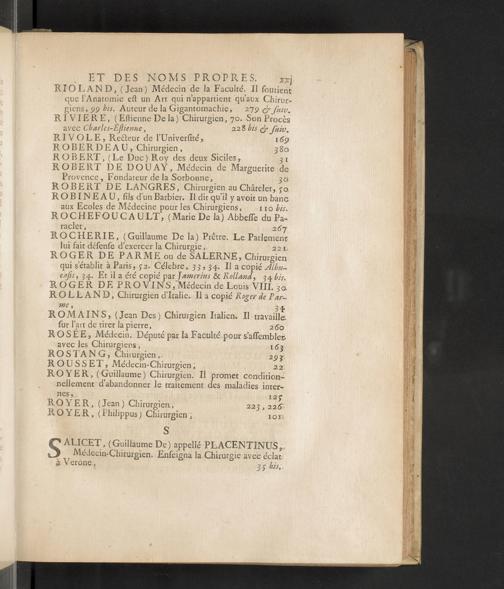 ET DES NOMS PROPRES. xxj
RIOLAND, (Jean) Médecin de la Faculté. Il soutient
que l'Anatomie est un Art qui n'appartient qu'aux Chirur-
giens, 99 bis. Auteur de la Gigantomachie, 279 & suiv.
RIVIERE, (Estienne De la) Chirurgien, 70. Son Procès
avec Charles-Estienne, 228 bis & suiv.
RIVOLE, Recteur de l'Université, 169
ROBERDEAU, Chirurgien, 380
ROBERT, (Le Duc) Roy des deux Siciles, 31
ROBERT DE DOUAY, Médecin de Marguerite de
Provence, Fondateur de la Sorbonne, 30
ROBERT DE LANGRES, Chirurgien au Châtelet, 50
ROBINEAU, fils d'un Barbier. Il dit qu'il y avoit un banc
aux Ecoles de Médecine pour les Chirurgiens, 110 bis.
ROCHEFOUCAULT, (Marie De la) Abbesse du Pa-
raclet, 267
ROCHERIE, (Guillaume De la) Prêtre. Le Parlement
lui fait défense d'exercer la Chirurgie, 221
ROGER DE PARME ou de SALERNE, Chirurgien
qui s'établit à Paris, 52. Célebre, 33, 34. Il a copié Albu-
casis, 34. Et il a été copié par Jamerius & Rolland, 34 bis.
ROGER DE PROVINS, Médecin de Louis VIII. 30
ROLLAND, Chirurgien d'Italie. Il a copié Roger de Par-
me, 34
ROMAINS, (Jean Des) Chirurgien Italien. Il travaille
sur l'art de tirer la pierre, 260
ROSÉE, Médecin. Député par la Faculté pour s'assembler
avec les Chirurgiens, 163
ROSTANG, Chirurgien, 293
ROUSSET, Médecin-Chirurgien, 22
ROYER, (Guillaume) Chirurgien. Il promet condition-
nellement d'abandonner le traitement des maladies inter-
nes, 125
ROYER, (Jean) Chirurgien, 223, 226
ROYER, (Philippus) Chirurgien, 101
S
SALICET, (Guillaume De) appellé PLACENTINUS,
Médecin-Chirurgien. Enseigna la Chirurgie avec éclat
à Verone, 35 bis.